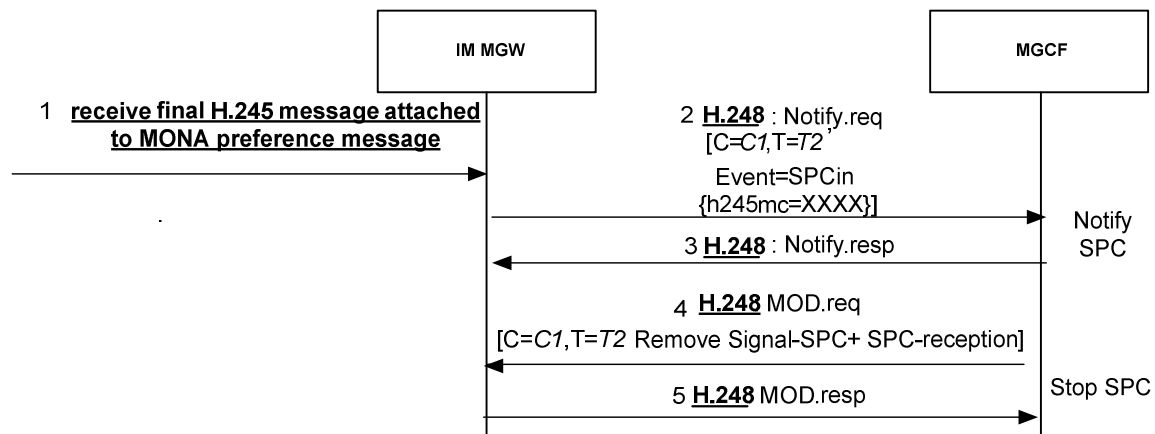 IM MGW
MGCF
1 receive final H.245 message attached
to MONA preference message
2 H.248 : Notify.req
[C=C1,T=T2,
Event=SPCin
{h245mc=XXXX}]
Notify
SPC
3 H.248 : Notify.resp
4 H.248 MOD.req
[C=C1,T=T2 Remove Signal-SPC+ SPC-reception]
Stop SPC
5 H.248 MOD.resp